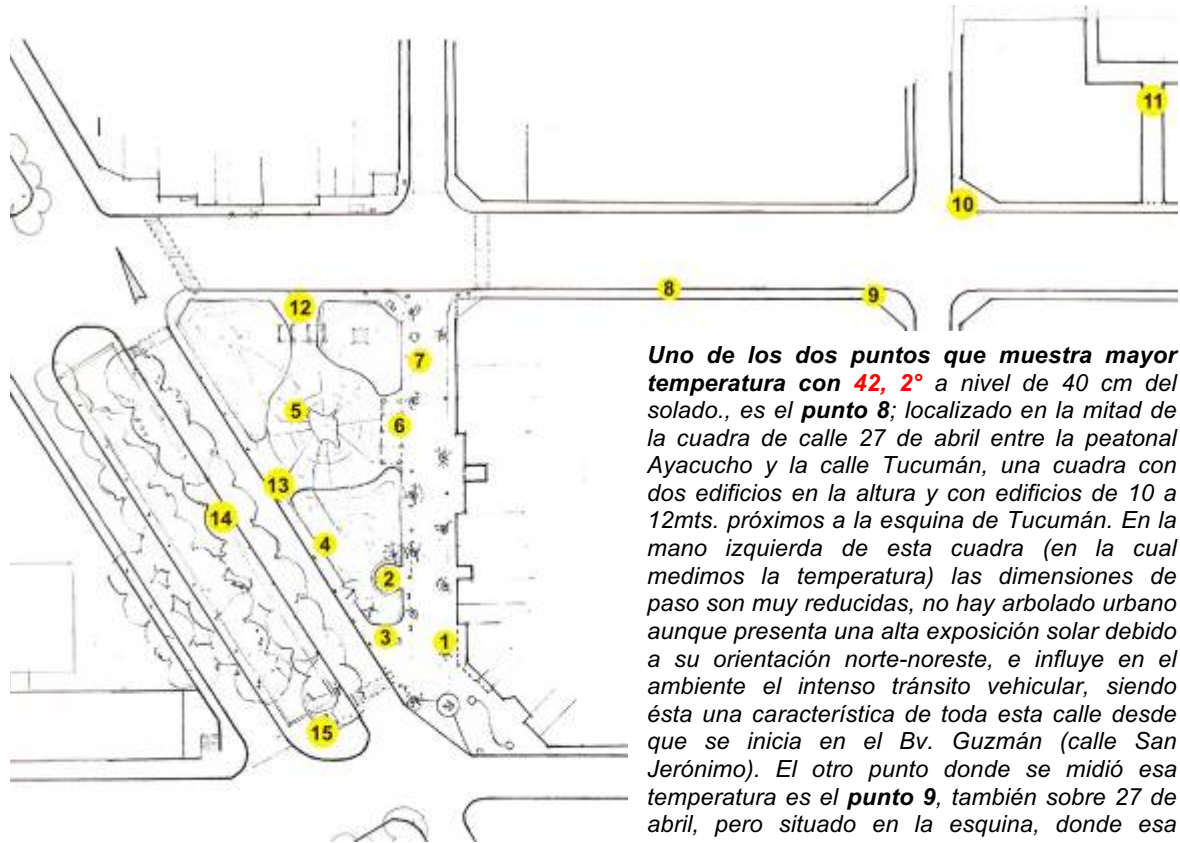 11
10
8
9
12
7
5
6
13
14
4
2
3
1
15
Uno de los dos puntos que muestra mayor
temperatura con 42, 2° a nivel de 40 cm del
solado., es el punto 8; localizado en la mitad de
la cuadra de calle 27 de abril entre la peatonal
Ayacucho y la calle Tucumán, una cuadra con
dos edificios en la altura y con edificios de 10 a
12mts. próximos a la esquina de Tucumán. En la
mano izquierda de esta cuadra (en la cual
medimos la temperatura) las dimensiones de
paso son muy reducidas, no hay arbolado urbano
aunque presenta una alta exposición solar debido
a su orientación norte-noreste, e influye en el
ambiente el intenso tránsito vehicular, siendo
ésta una característica de toda esta calle desde
que se inicia en el Bv. Guzmán (calle San
Jerónimo). El otro punto donde se midió esa
temperatura es el punto 9, también sobre 27 de
abril, pero situado en la esquina, donde esa